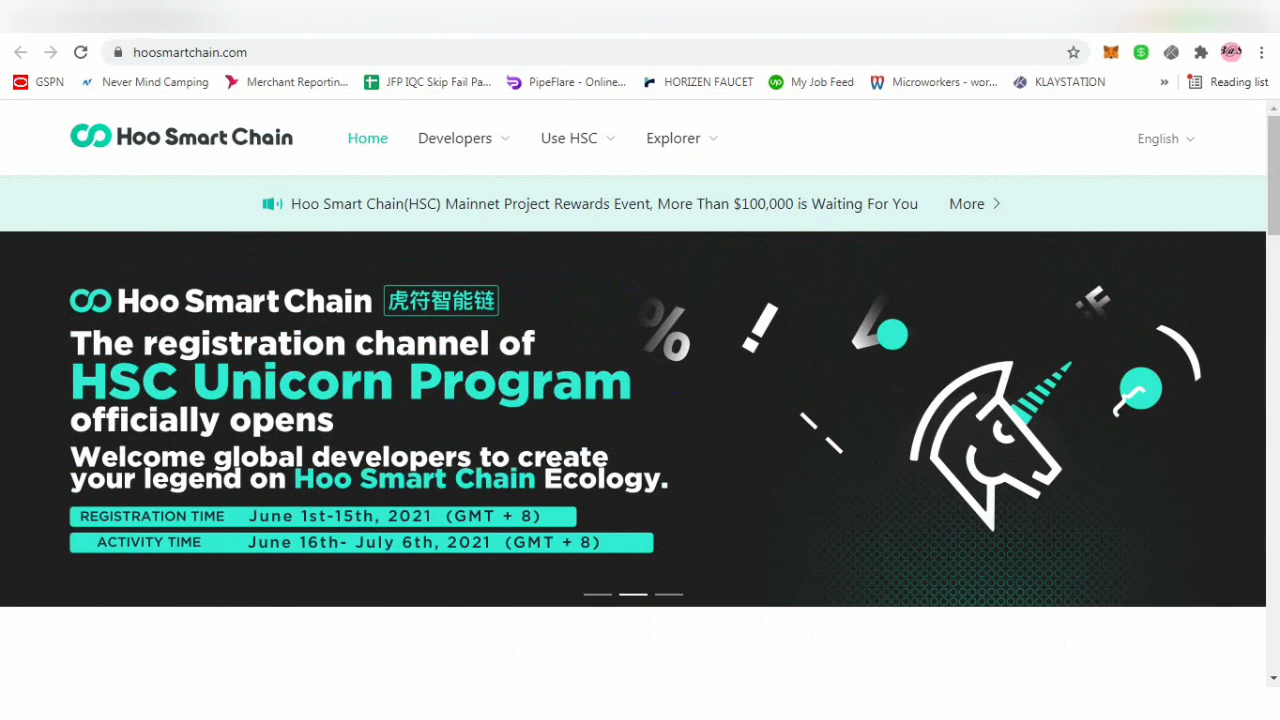 hoosmartchain.com
GSPN
Never Mind Camping
Merchant Reportin...
JFP IQC Skip Fail Pa...
PipeFlare - Online...
HORIZEN FAUCET
My Job Feed
Microworkers - wor...
KLAYSTATION
»
Reading list
Hoo Smart Chain
Home
Developers
Use HSC
Explorer
English
Hoo Smart Chain(HSC) Mainnet Project Rewards Event, More Than $100,000 is Waiting For You
More
Hoo Smart Chain 虎符智能链
The registration channel of
HSC Unicorn Program
officially opens
Welcome global developers to create
your legend on Hoo Smart Chain Ecology.
REGISTRATION TIME June 1st-15th, 2021 (GMT + 8)
ACTIVITY TIME June 16th- July 6th, 2021 (GMT + 8)
% !